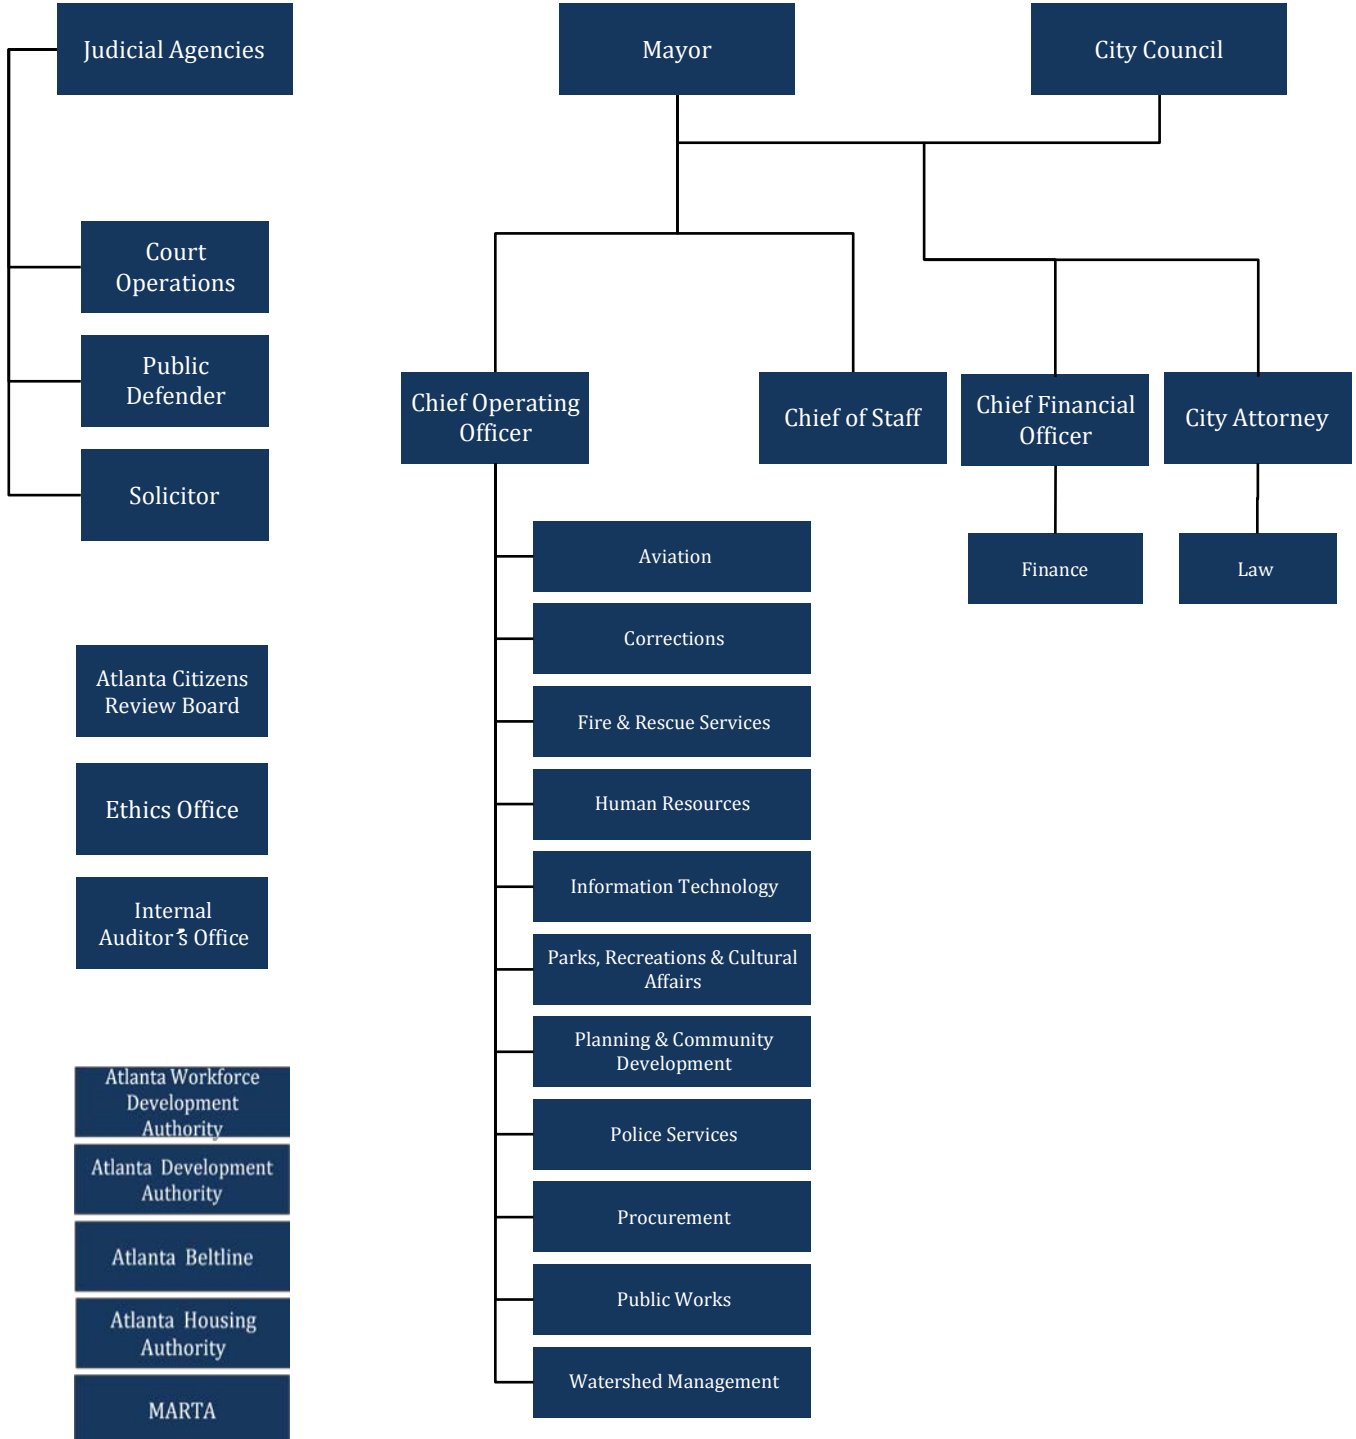 Judicial Agencies
Mayor
City Council
Court
Operations
Public
Defender
Solicitor
Chief Operating
Officer
Chief of Staff
Chief Financial
Officer
City Attorney
Finance
Law
Aviation
Corrections
Fire & Rescue Services
Human Resources
Information Technology
Parks, Recreations & Cultural
Affairs
Planning & Community
Development
Police Services
Procurement
Public Works
Watershed Management
Atlanta Citizens
Review Board
Ethics Office
Internal
Auditor's Office
Atlanta Workforce
Development
Authority
Atlanta Development
Authority
Atlanta Beltline
Atlanta Housing
Authority
MARTA